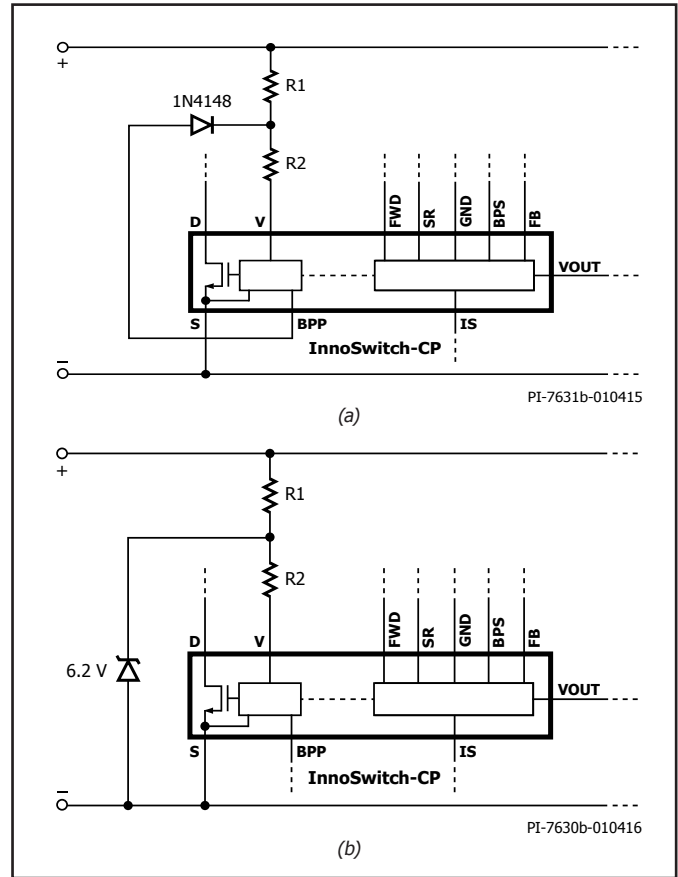 +
R1
1N4148
R2
D
V
FWD
SR
GND
BPS
FB
VOUT
S
BPP
IS
InnoSwitch-CP
–
PI-7631b-010415
(a)
+
R1
R2
D
V
FWD
SR
GND
BPS
FB
VOUT
6.2 V
S
BPP
IS
InnoSwitch-CP
–
PI-7630b-010416
(b)